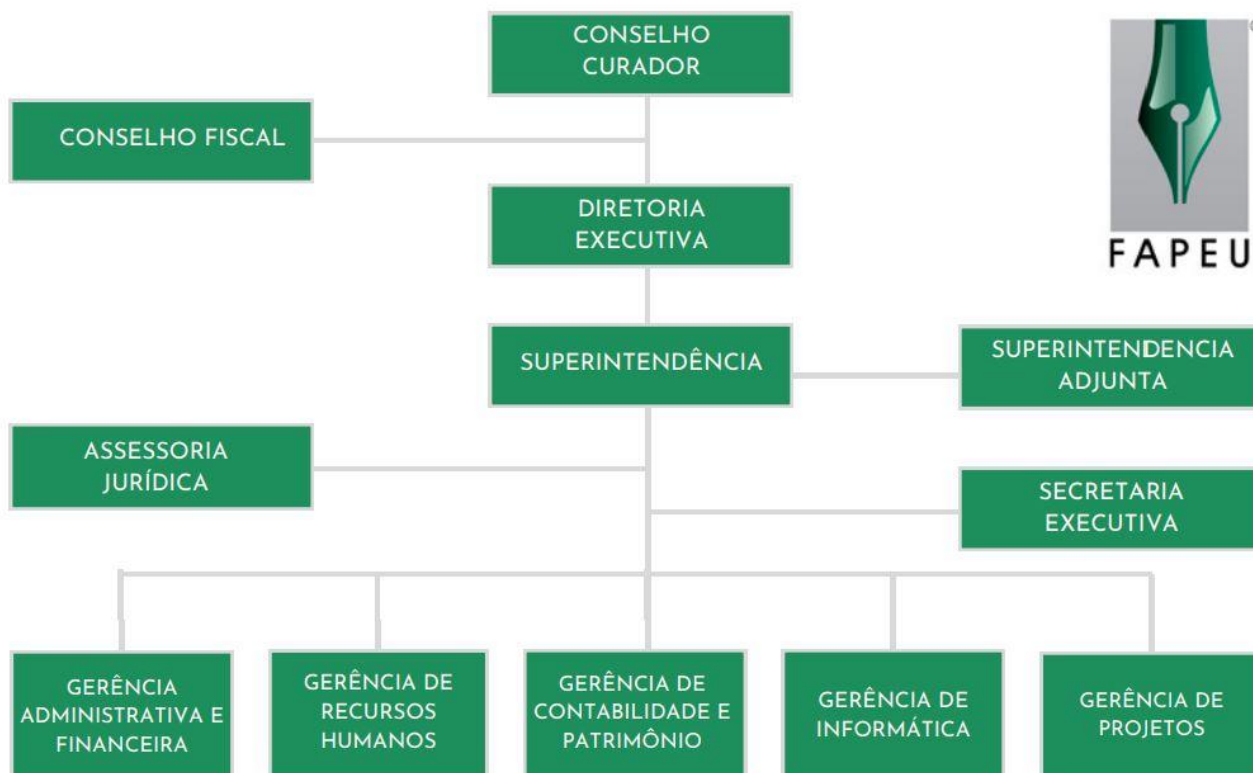 CONSELHO
CURADOR
CONSELHO FISCAL
DIRETORIA
EXECUTIVA
FAPEU
SUPERINTENDÊNCIA
SUPERINTENDENCIA
ADJUNTA
ASSESSORIA
JURÍDICA
SECRETARIA
EXECUTIVA
GERÊNCIA
ADMINISTRATIVA E
FINANCEIRA
GERÊNCIA DE
RECURSOS
HUMANOS
GERÊNCIA DE
CONTABILIDADE E
PATRIMÔNIO
GERÊNCIA DE
INFORMÁTICA
GERÊNCIA DE
PROJETOS